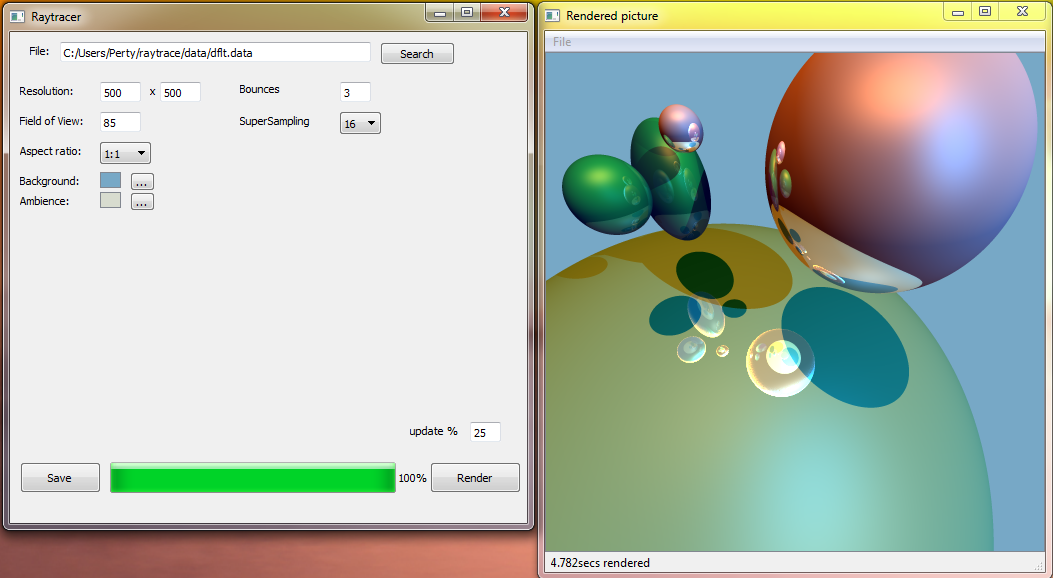 Raytracer
File: C:/Users/Perty/raytrace/data/dflt.data Search
Resolution: 500 x 500 Bounces 3
Field of View: 85 SuperSampling 16
Aspect ratio: 1:1
Background: ...
Ambience: ...
update % 25
Save 100% Render
Rendered picture
File
4.782secs rendered